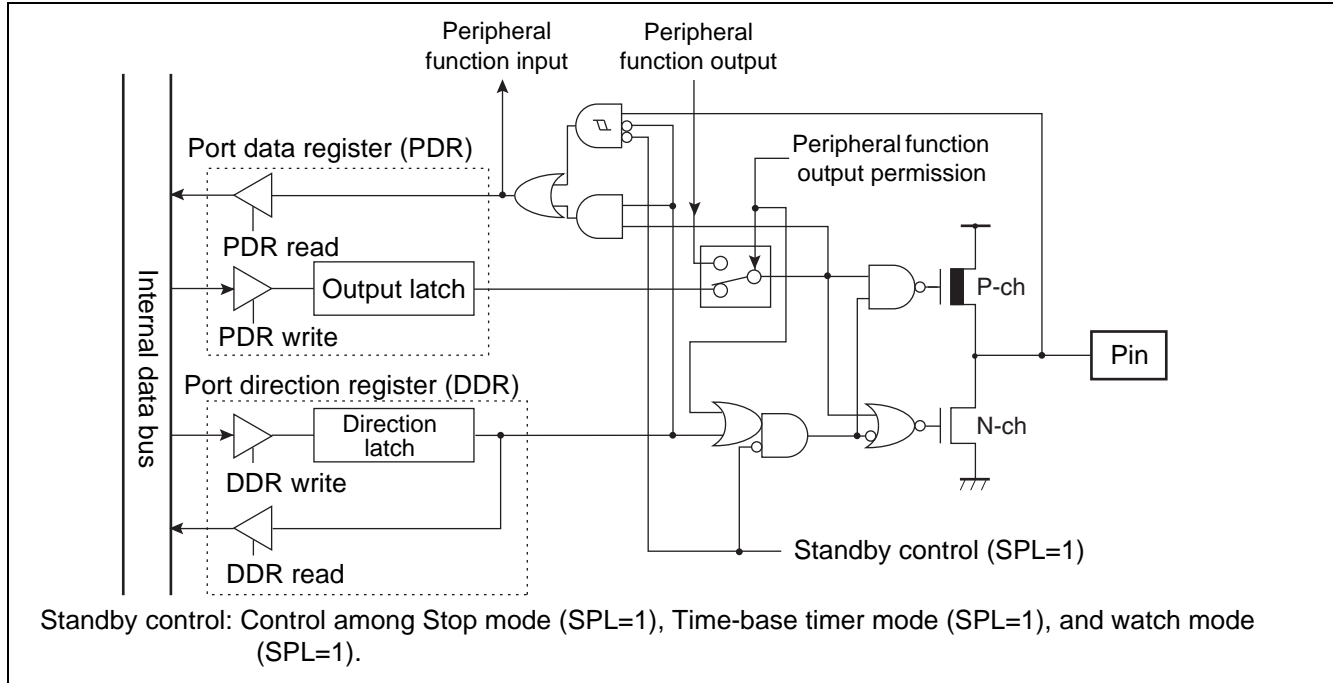 Peripheral
function input
Peripheral
function output
Port data register (PDR)
Peripheral function
output permission
PDR read
Output latch
PDR write
P-ch
Pin
Internal data bus
Port direction register (DDR)
Direction
latch
N-ch
DDR write
DDR read
Standby control (SPL=1)
Standby control: Control among Stop mode (SPL=1), Time-base timer mode (SPL=1), and watch mode
(SPL=1).